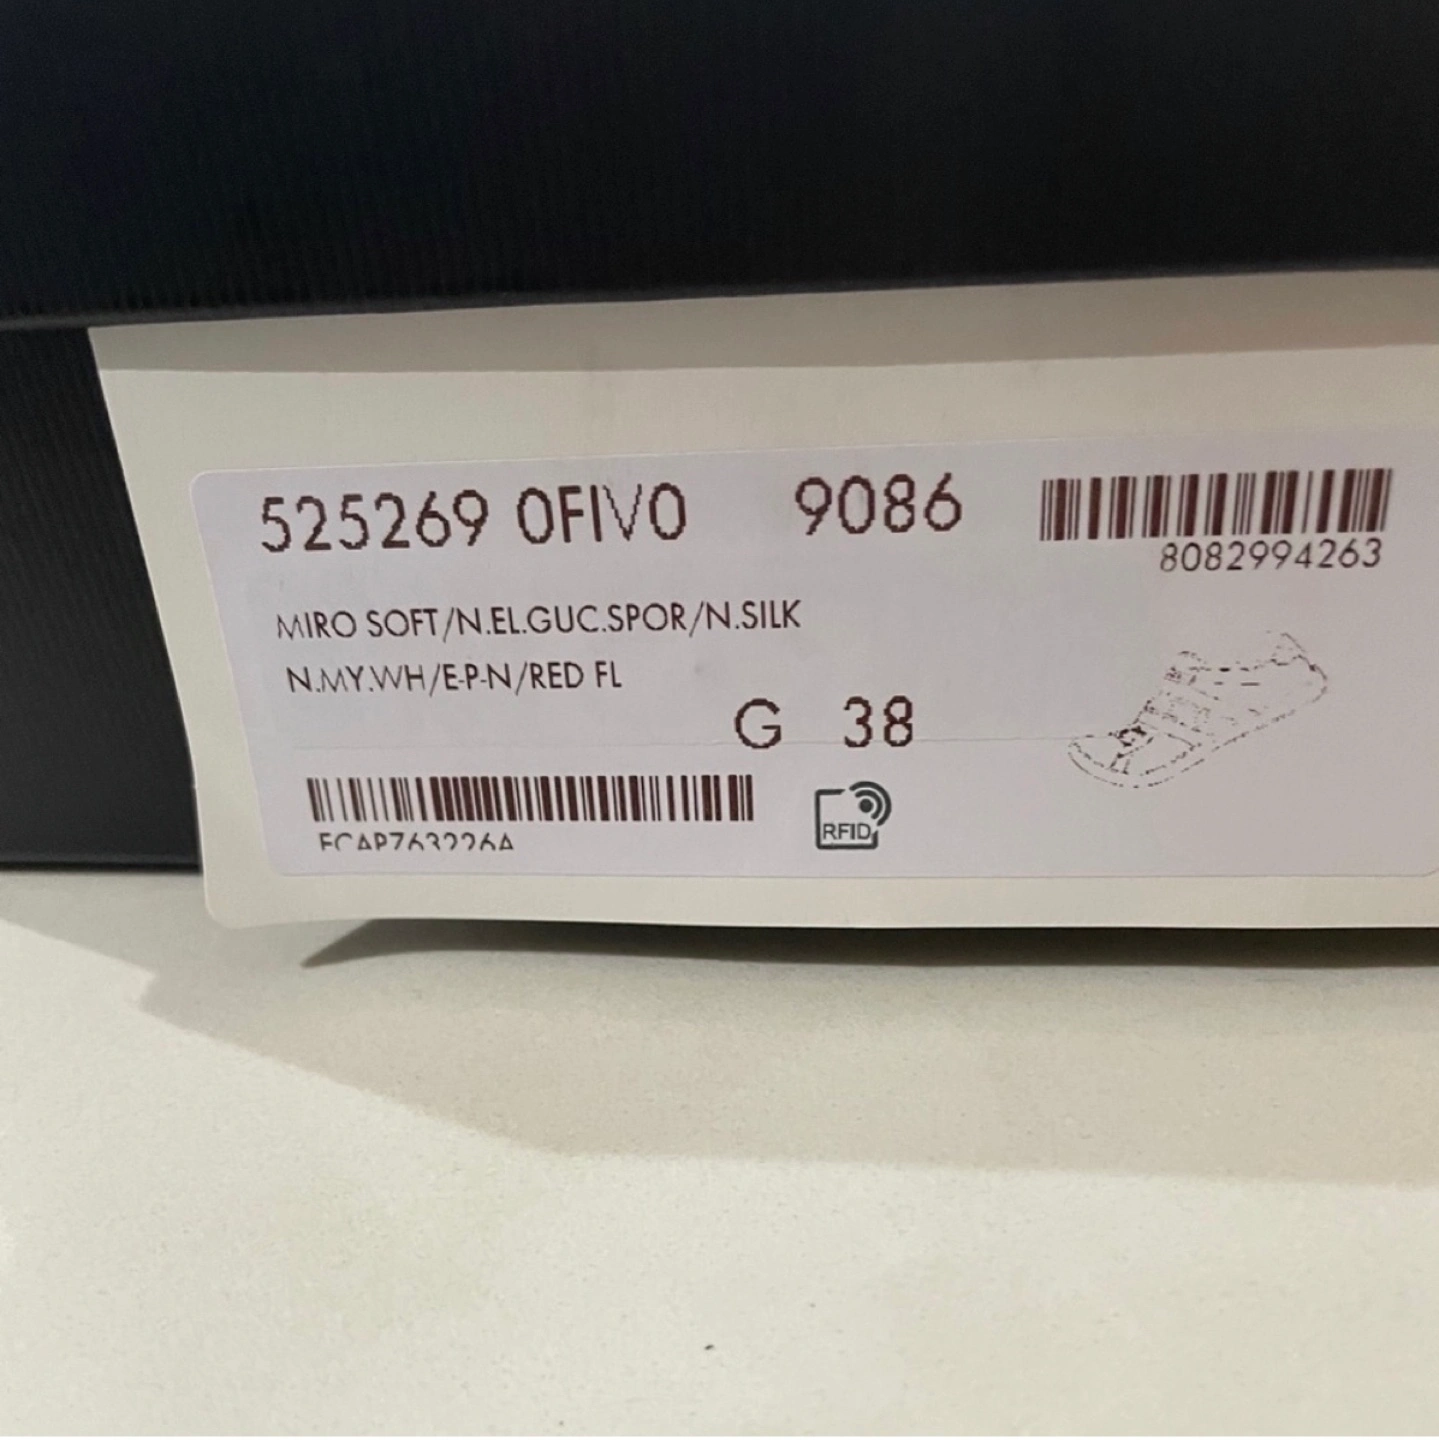 525269 0FIV0 9086
8082994263
MIRO SOFT/N.EL.GUC.SPOR/N.SILK
N.MY.WH/E-P-N/RED FL
G 38
RFID